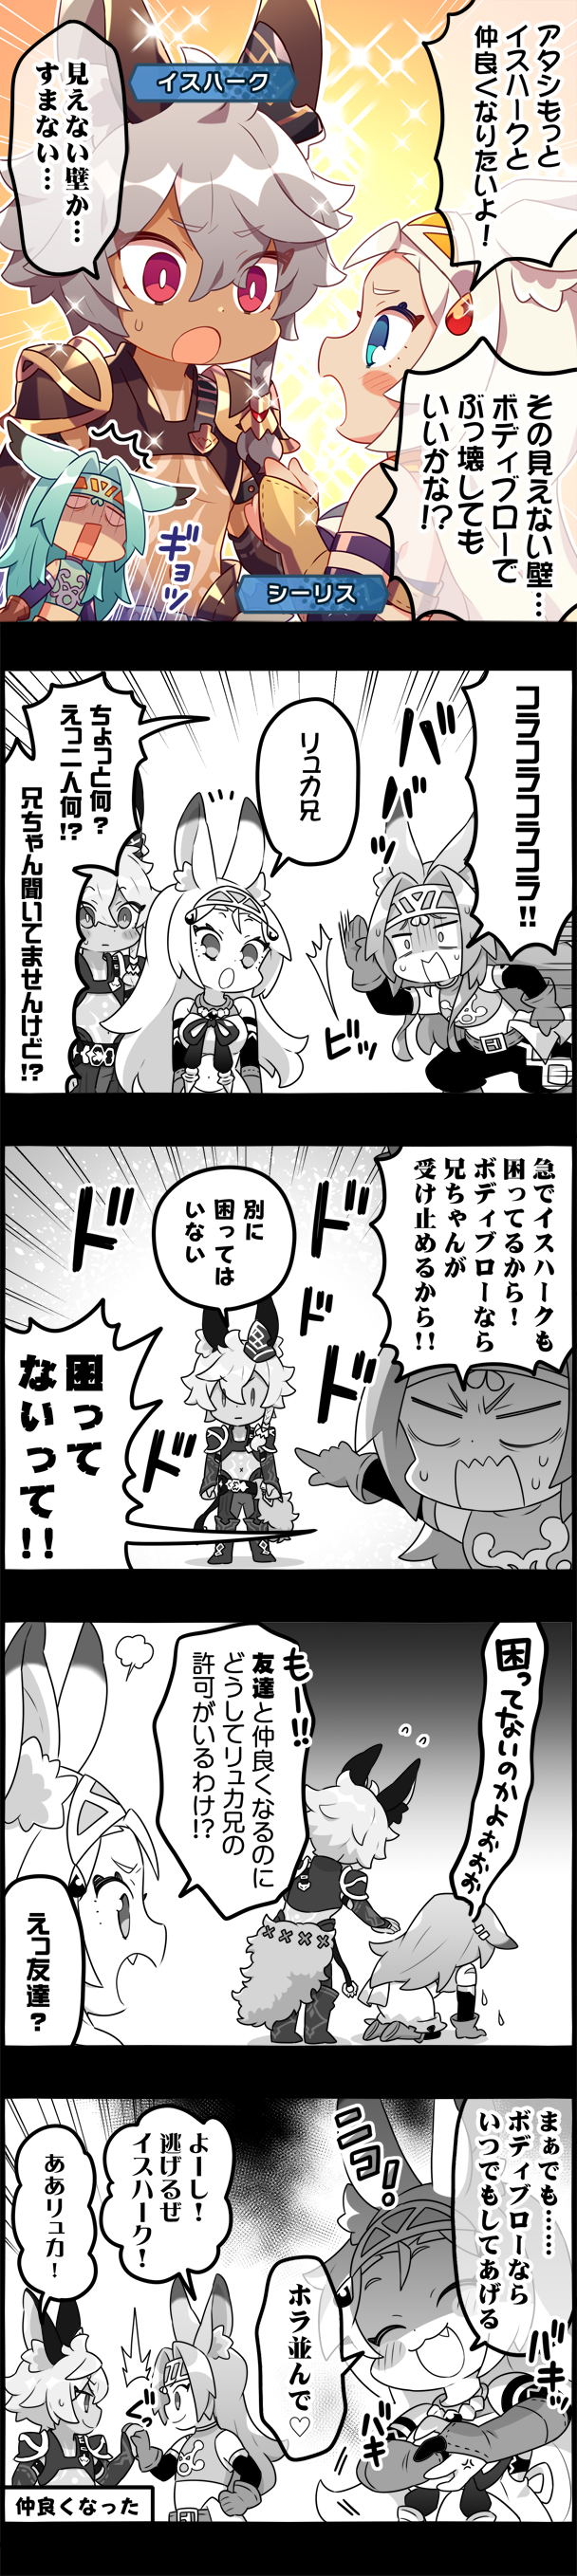 アタシもっと
イスハークと
仲良くなりたいよ！
イスハーク
見えない壁か…
すまない…
その見えない壁…
ボディブローで
ぶっ壊しても
いいかな!?
ギョッ
シーリス
コラコラコラコラ!!
バババッ
リュカ兄
ちょっと何？
えっ二人何!?
兄ちゃん聞いてませんけど!?
ビッ
急でイスハークも
困ってるから！
ボディブローなら
兄ちゃんが
受け止めるから!!
ドドドド
別に
困っては
いない
困って
ないって!!
困ってないのかよぉぉぉ
もー!!
友達と仲良くなるのに
どうしてリュカ兄の
許可がいるわけ!?
えっ友達？
まぁでも……
ボディブローなら
いつでもしてあげる
ニコ！
バキッ
バキ
ホラ並んで♡
よーし！
逃げるぜ
イスハーク！
ああリュカ！
ぐっ
仲良くなった